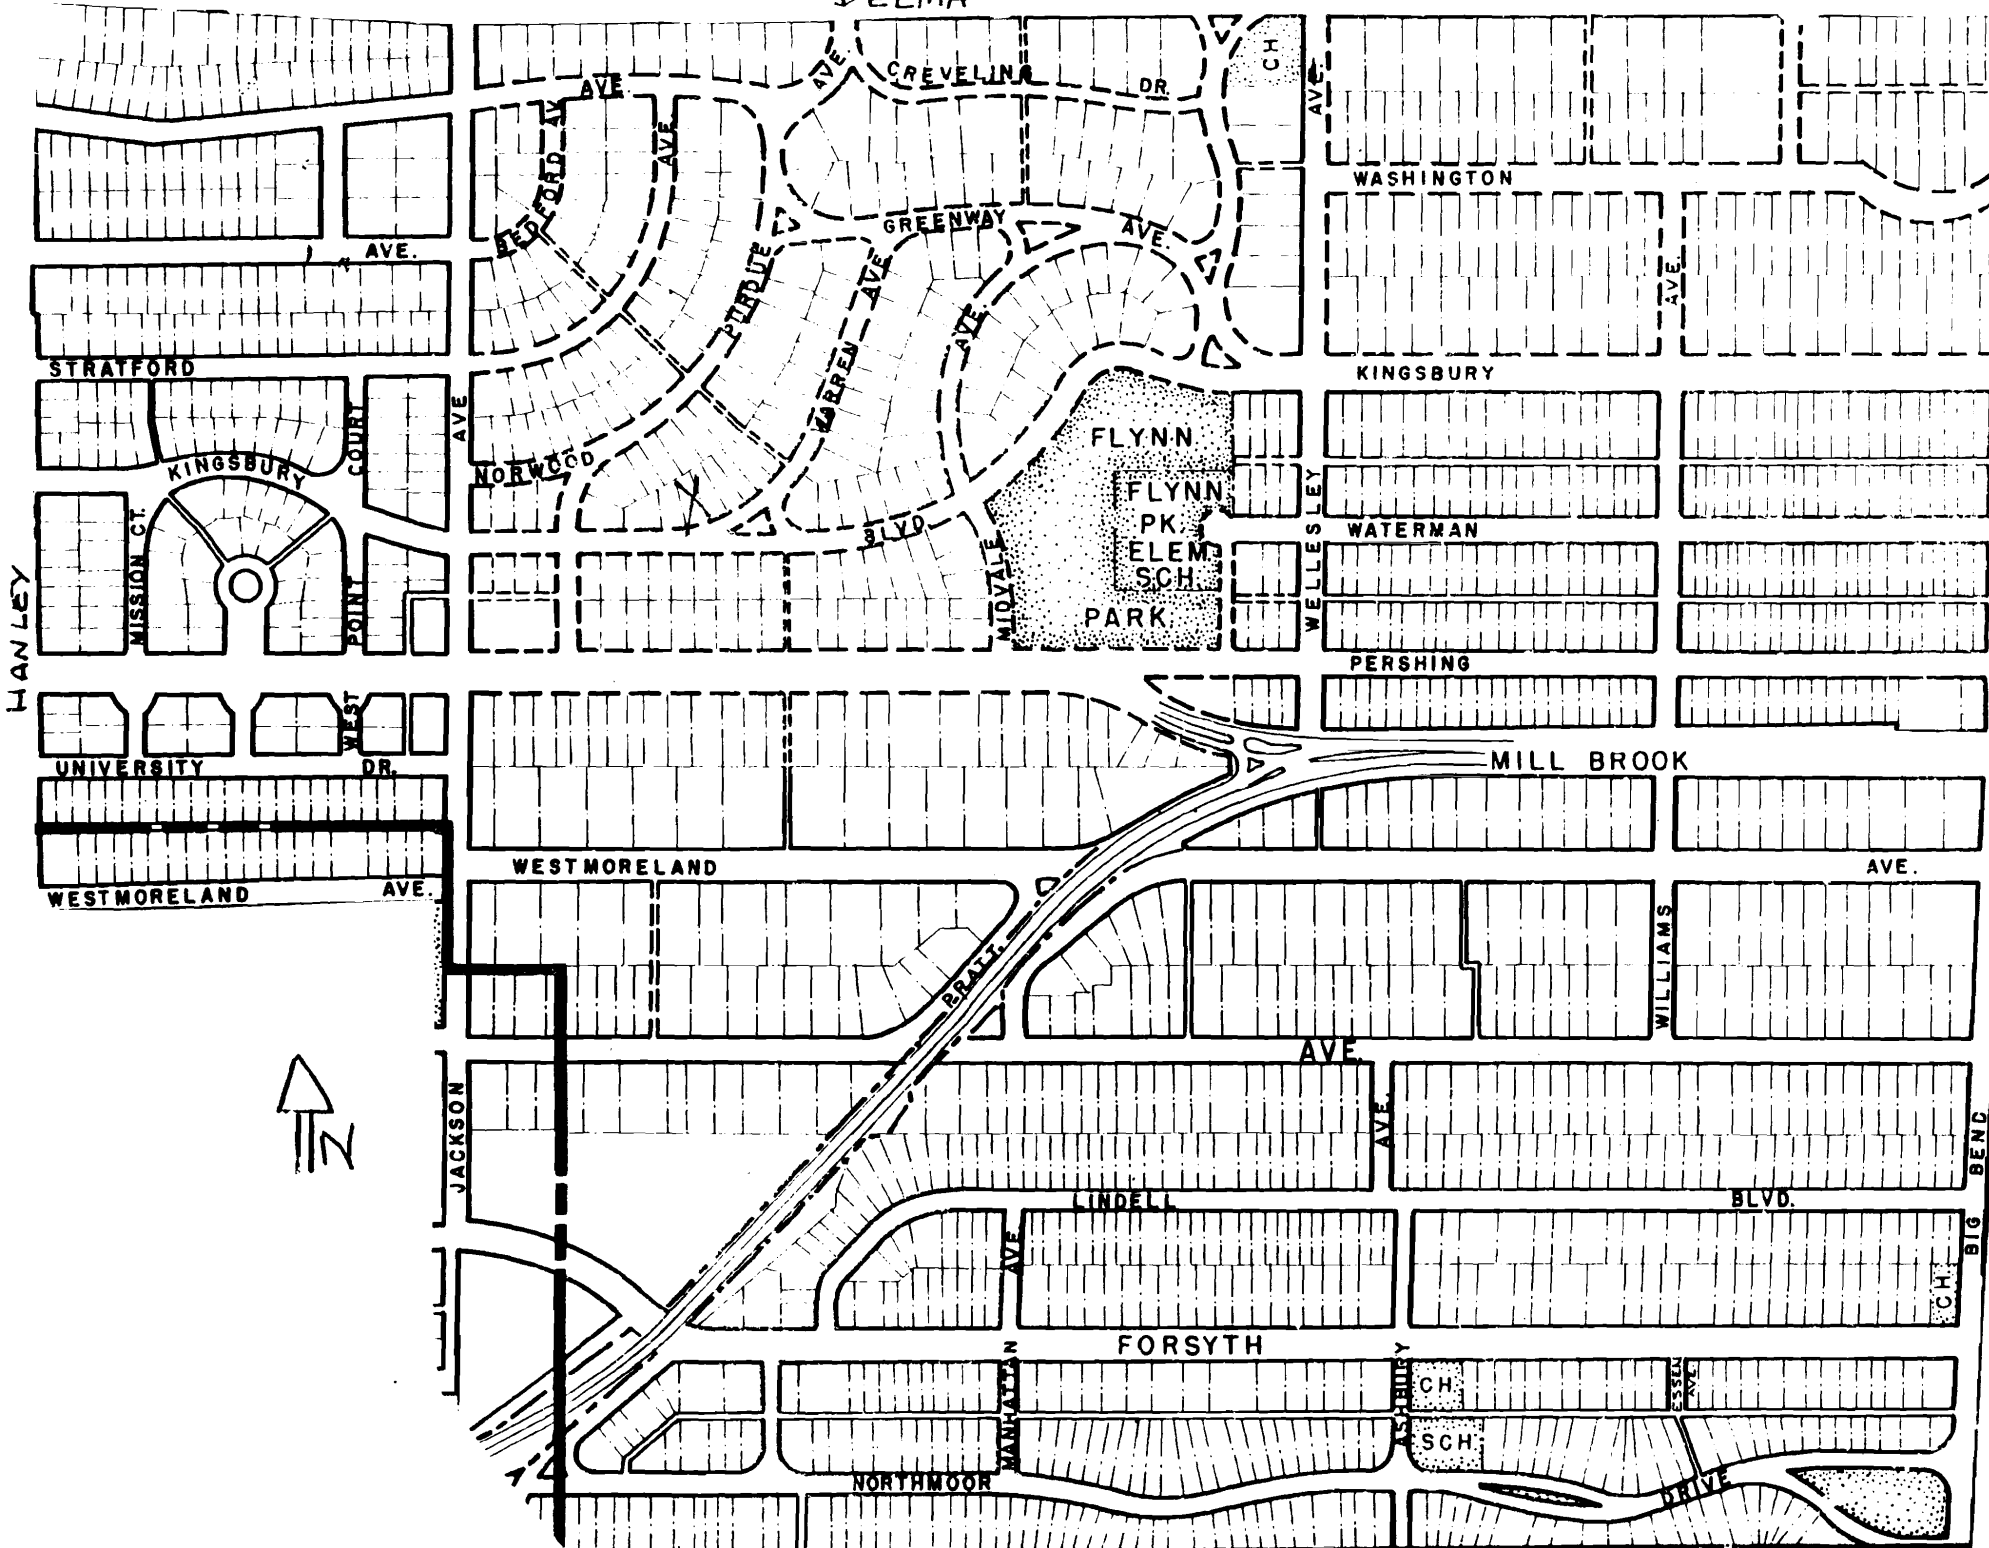 CREVELING
DR.
AVE.
AVE.
CH
AVE.
BEDFORD AV
AVE.
WASHINGTON
GREENWAY
AVE.
AVE.
PURDUE
AVE.
AVE.
AVE.
STRATFORD
WARREN
KINGSBURY
COURT
AVE
FLYNN
KINGSBURY
NORWOOD
FLYNN
PK.
ELEM.
SCH.
PARK
BLVD.
WATERMAN
MISSION CT.
MIDVALE
WELLESLEY
HANLEY
POINT
PERSHING
WEST
UNIVERSITY
DR.
MILL BROOK
WESTMORELAND
AVE.
WESTMORELAND
AVE.
WILLIAMS
PRATT.
N
AVE.
JACKSON
AVE.
LINDELL
BLVD.
BIG BEND
AVE
CH.
FORSYTH
MANHATTAN
ASHBURY
CH.
ESSEN
AVE.
SCH.
NORTHMOOR
DRIVE